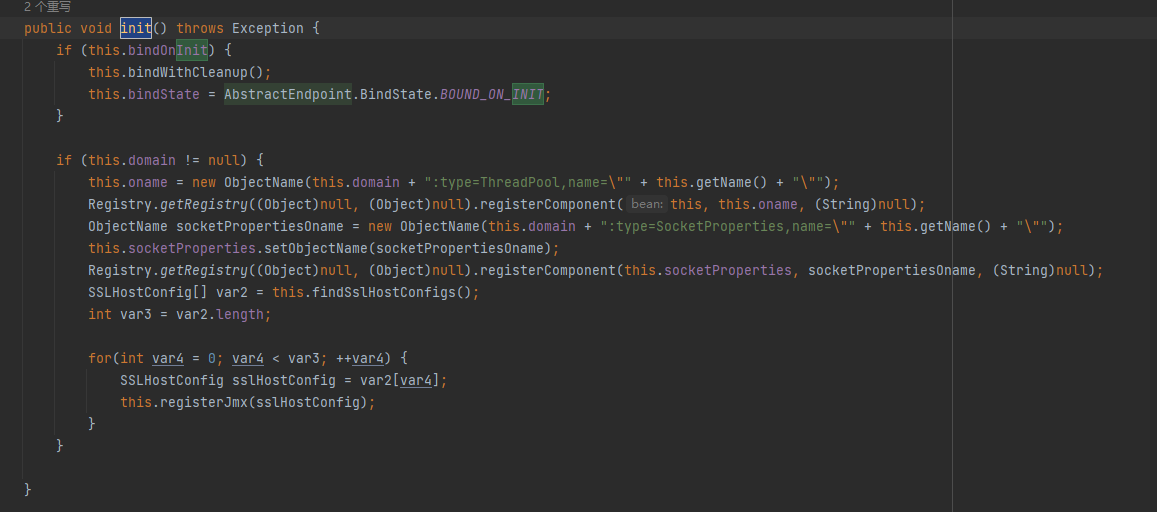 2 个重写
public void init() throws Exception {
if (this.bindOnInit) {
this.bindWithCleanup();
this.bindState = AbstractEndpoint.BindState.BOUND_ON_INIT;
}
if (this.domain != null) {
this.oname = new ObjectName(this.domain + ":type=ThreadPool,name=\"" + this.getName() + "\"");
Registry.getRegistry((Object)null, (Object)null).registerComponent( bean: this, this.oname, (String)null);
ObjectName socketPropertiesOname = new ObjectName(this.domain + ":type=SocketProperties,name=\"" + this.getName() + "\"");
this.socketProperties.setObjectName(socketPropertiesOname);
Registry.getRegistry((Object)null, (Object)null).registerComponent(this.socketProperties, socketPropertiesOname, (String)null);
SSLHostConfig[] var2 = this.findSslHostConfigs();
int var3 = var2.length;
for(int var4 = 0; var4 < var3; ++var4) {
SSLHostConfig sslHostConfig = var2[var4];
this.registerJmx(sslHostConfig);
}
}
}